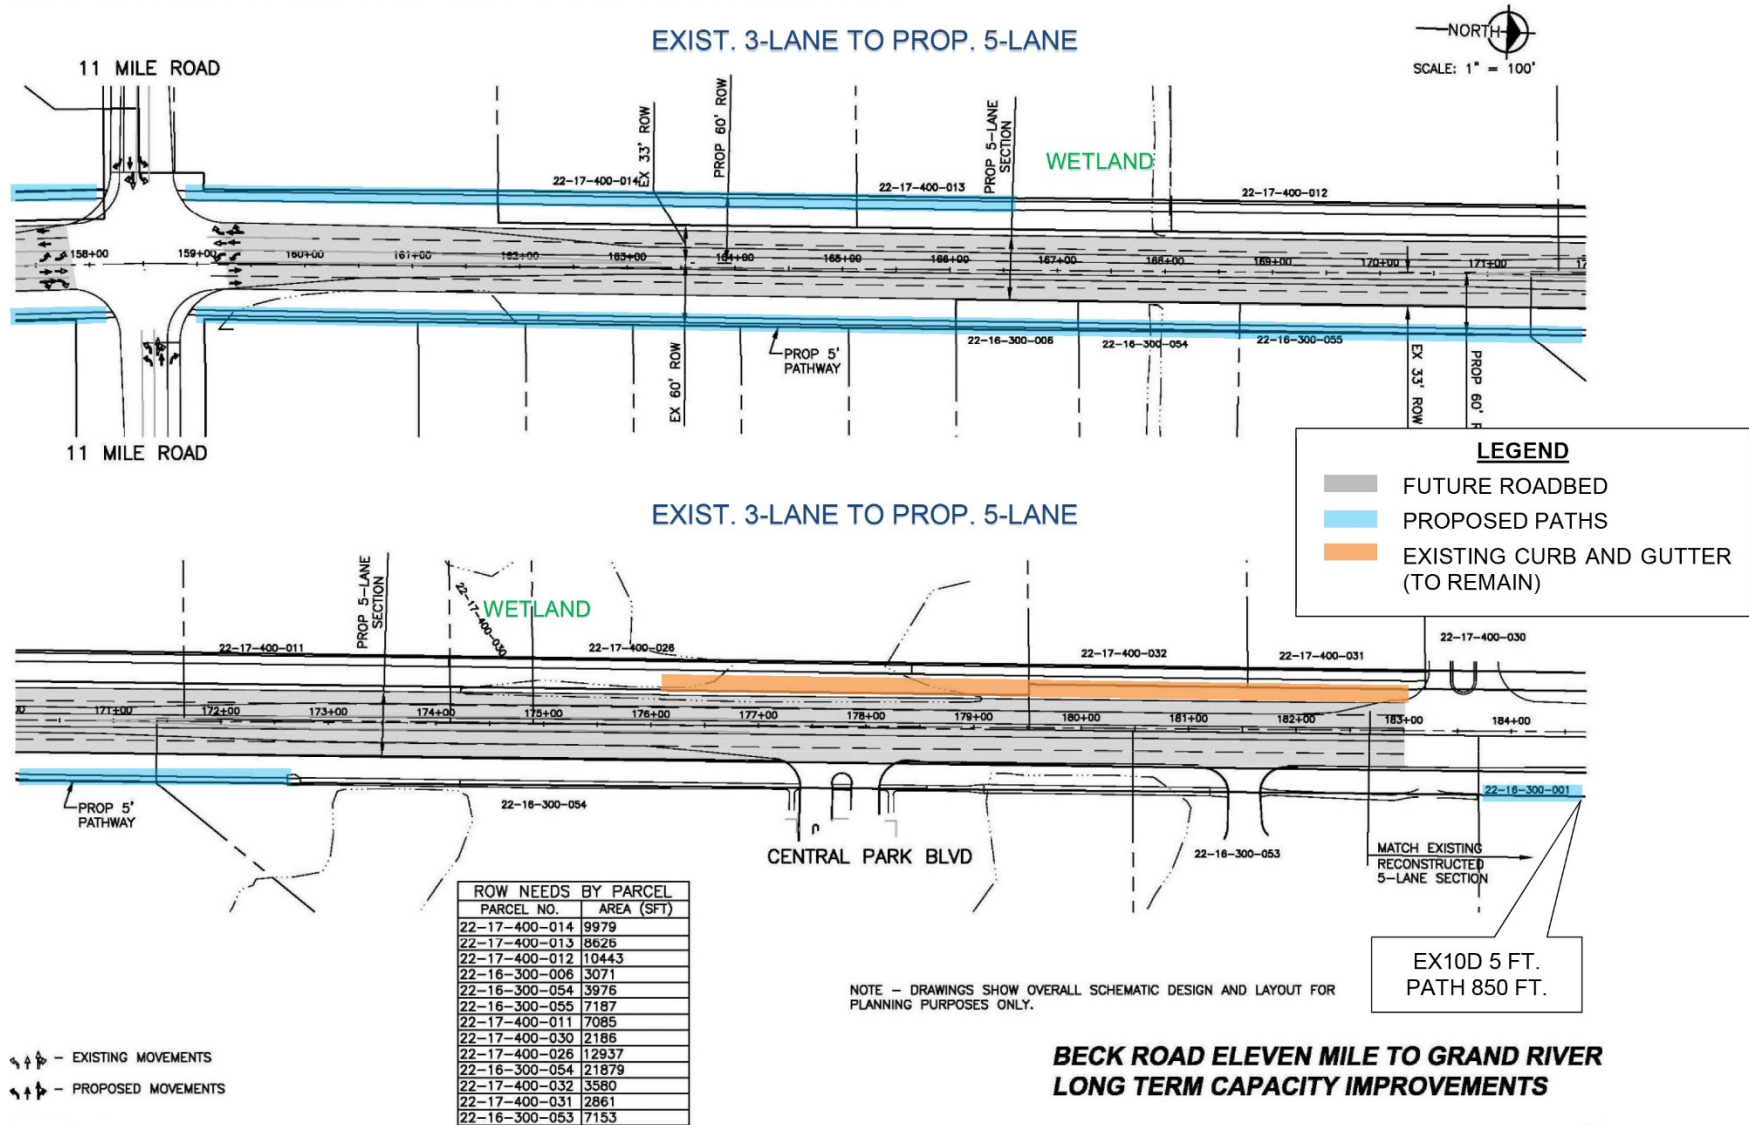 EXIST. 3-LANE TO PROP. 5-LANE
NORTH
SCALE: 1" = 100'
11 MILE ROAD
EX 33' ROW
PROP 60' ROW
PROP 5-LANE
SECTION
WETLAND
22-17-400-014
22-17-400-013
22-17-400-012
158+00
159+00
160+00
161+00
162+00
163+00
164+00
165+00
166+00
167+00
168+00
169+00
170+00
171+00
17
PROP 5'
PATHWAY
EX 60' ROW
22-16-300-006
22-16-300-054
22-16-300-055
EX 33' ROW
PROP 60' R
11 MILE ROAD
LEGEND
FUTURE ROADBED
PROPOSED PATHS
EXISTING CURB AND GUTTER
(TO REMAIN)
EXIST. 3-LANE TO PROP. 5-LANE
PROP 5-LANE
SECTION
22-17-400-030
WETLAND
22-17-400-011
22-17-400-026
22-17-400-032
22-17-400-031
22-17-400-030
00
171+00
172+00
173+00
174+00
175+00
176+00
177+00
178+00
179+00
180+00
181+00
182+00
183+00
184+00
PROP 5'
PATHWAY
22-16-300-054
CENTRAL PARK BLVD
22-16-300-053
22-16-300-001
MATCH EXISTING
RECONSTRUCTED
5-LANE SECTION
EX10D 5 FT.
PATH 850 FT.
ROW NEEDS BY PARCEL
PARCEL NO. AREA (SFT)
22-17-400-014 9979
22-17-400-013 8626
22-17-400-012 10443
22-16-300-006 3071
22-16-300-054 3976
22-16-300-055 7187
22-17-400-011 7085
22-17-400-030 2186
22-17-400-026 12937
22-16-300-054 21879
22-17-400-032 3580
22-17-400-031 2861
22-16-300-053 7153
NOTE – DRAWINGS SHOW OVERALL SCHEMATIC DESIGN AND LAYOUT FOR
PLANNING PURPOSES ONLY.
– EXISTING MOVEMENTS
– PROPOSED MOVEMENTS
BECK ROAD ELEVEN MILE TO GRAND RIVER
LONG TERM CAPACITY IMPROVEMENTS